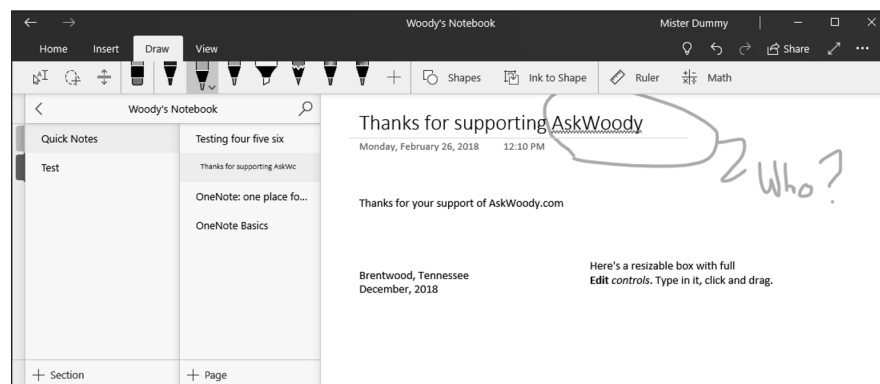 Woody's Notebook
Mister Dummy
Home Insert Draw View
Share
Shapes Ink to Shape Ruler Math
Woody's Notebook
Quick Notes
Test
Testing four five six
Thanks for supporting AskWc
OneNote: one place fo...
OneNote Basics
+ Section
+ Page
Thanks for supporting AskWoody
Monday, February 26, 2018 12:10 PM
Who?
Thanks for your support of AskWoody.com
Here's a resizable box with full
Edit controls. Type in it, click and drag.
Brentwood, Tennessee
December, 2018